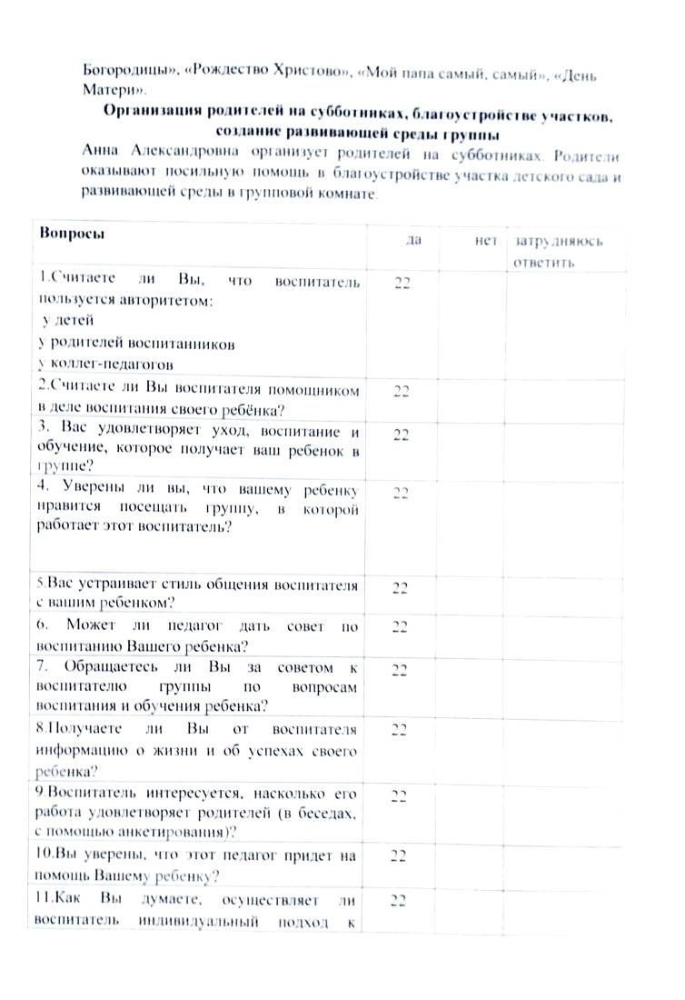 Богородицы», «Рождество Христово», «Мой папа самый, самый», «День
Матери».
Организация родителей на субботниках, благоустройстве участков,
создание развивающей среды группы
Анна Александровна организует родителей на субботниках. Родители
оказывают посильную помощь в благоустройстве участка детского сада и
развивающей среды в групповой комнате.
Вопросы да нет затрудняюсь
ответить
1.Считаете ли Вы, что воспитатель 22
пользуется авторитетом:
у детей
у родителей воспитанников
у коллег-педагогов
2.Считаете ли Вы воспитателя помощником 22
в деле воспитания своего ребёнка?
3. Вас удовлетворяет уход, воспитание и 22
обучение, которое получает ваш ребенок в
группе?
4. Уверены ли вы, что вашему ребенку 22
нравится посещать группу, в которой
работает этот воспитатель?
5.Вас устраивает стиль общения воспитателя 22
с вашим ребенком?
6. Может ли педагог дать совет по 22
воспитанию Вашего ребенка?
7. Обращаетесь ли Вы за советом к 22
воспитателю группы по вопросам
воспитания и обучения ребенка?
8.Получаете ли Вы от воспитателя 22
информацию о жизни и об успехах своего
ребенка?
9.Воспитатель интересуется, насколько его 22
работа удовлетворяет родителей (в беседах,
с помощью анкетирования)?
10.Вы уверены, что этот педагог придет на 22
помощь Вашему ребенку?
11.Как Вы думаете, осуществляет ли 22
воспитатель индивидуальный подход к